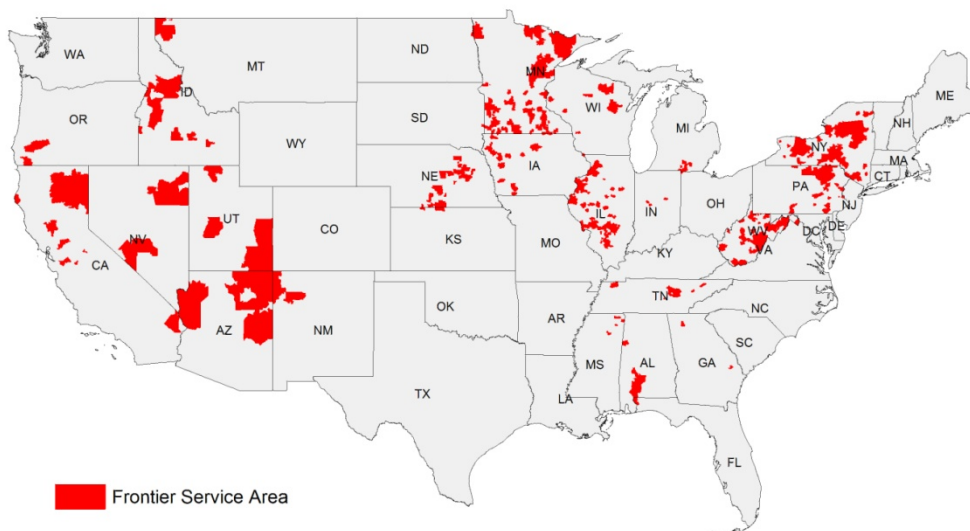 WA
MT
ND
MN
ME
OR
ID
SD
WI
MI
NY
NH
MA
CT
WY
NE
IA
PA
NJ
NV
UT
CO
KS
MO
IL
IN
OH
WV
VA
DC
DE
KY
CA
AZ
NM
OK
AR
TN
NC
SC
TX
LA
MS
AL
GA
FL
Frontier Service Area